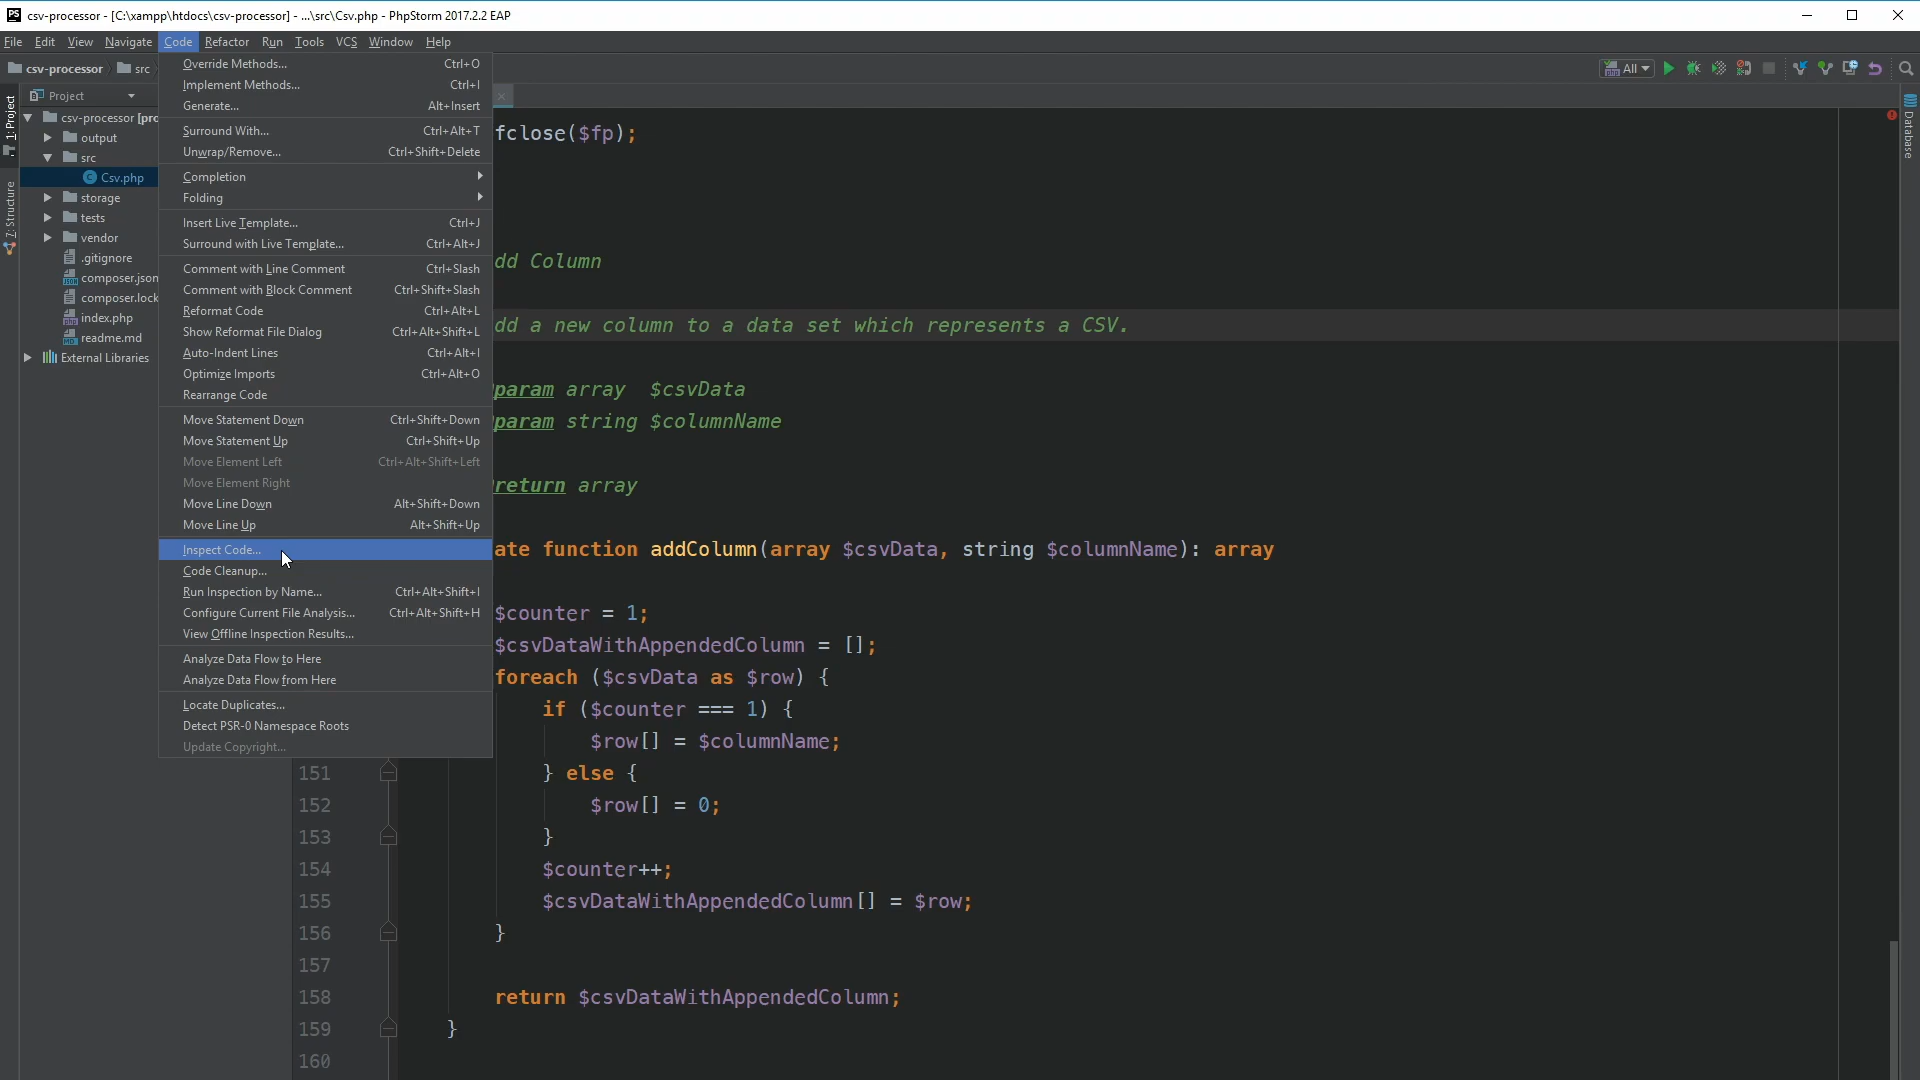 csv-processor - [C:\xampp\htdocs\csv-processor] - ...\src\Csv.php - PhpStorm 2017.2.2 EAP
File Edit View Navigate Code Refactor Run Tools VCS Window Help
csv-processor src
All
1: Project
7: Structure
Database
Project
csv-processor [pro
output
src
Csv.php
storage
tests
vendor
.gitignore
composer.json
composer.lock
index.php
readme.md
External Libraries
Override Methods... Ctrl+O
Implement Methods... Ctrl+I
Generate... Alt+Insert
Surround With... Ctrl+Alt+T
Unwrap/Remove... Ctrl+Shift+Delete
Completion
Folding
Insert Live Template... Ctrl+J
Surround with Live Template... Ctrl+Alt+J
Comment with Line Comment Ctrl+Slash
Comment with Block Comment Ctrl+Shift+Slash
Reformat Code Ctrl+Alt+L
Show Reformat File Dialog Ctrl+Alt+Shift+L
Auto-Indent Lines Ctrl+Alt+I
Optimize Imports Ctrl+Alt+O
Rearrange Code
Move Statement Down Ctrl+Shift+Down
Move Statement Up Ctrl+Shift+Up
Move Element Left Ctrl+Alt+Shift+Left
Move Element Right
Move Line Down Alt+Shift+Down
Move Line Up Alt+Shift+Up
Inspect Code...
Code Cleanup...
Run Inspection by Name... Ctrl+Alt+Shift+I
Configure Current File Analysis... Ctrl+Alt+Shift+H
View Offline Inspection Results...
Analyze Data Flow to Here
Analyze Data Flow from Here
Locate Duplicates...
Detect PSR-0 Namespace Roots
Update Copyright...
fclose($fp);
dd Column
dd a new column to a data set which represents a CSV.
param array $csvData
param string $columnName
return array
ate function addColumn(array $csvData, string $columnName): array
$counter = 1;
$csvDataWithAppendedColumn = [];
foreach ($csvData as $row) {
if ($counter === 1) {
$row[] = $columnName;
151 } else {
152 $row[] = 0;
153 }
154 $counter++;
155 $csvDataWithAppendedColumn[] = $row;
156 }
157
158 return $csvDataWithAppendedColumn;
159 }
160